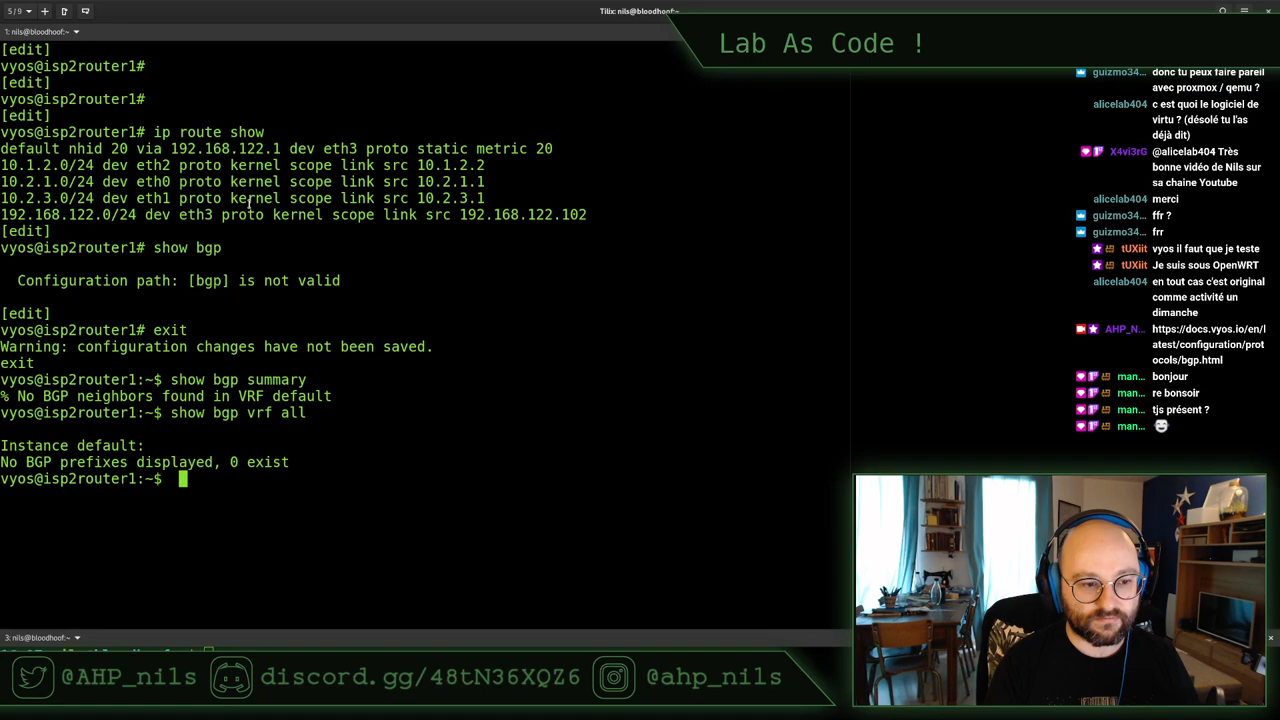 5/9
Tilix: nils@bloodhoof:~
1: nils@bloodhoof:~
Lab As Code !
[edit]
vyos@isp2router1#
[edit]
vyos@isp2router1#
[edit]
vyos@isp2router1# ip route show
default nhid 20 via 192.168.122.1 dev eth3 proto static metric 20
10.1.2.0/24 dev eth2 proto kernel scope link src 10.1.2.2
10.2.1.0/24 dev eth0 proto kernel scope link src 10.2.1.1
10.2.3.0/24 dev eth1 proto kernel scope link src 10.2.3.1
192.168.122.0/24 dev eth3 proto kernel scope link src 192.168.122.102
[edit]
vyos@isp2router1# show bgp
Configuration path: [bgp] is not valid
[edit]
vyos@isp2router1# exit
Warning: configuration changes have not been saved.
exit
vyos@isp2router1:~$ show bgp summary
% No BGP neighbors found in VRF default
vyos@isp2router1:~$ show bgp vrf all
Instance default:
No BGP prefixes displayed, 0 exist
vyos@isp2router1:~$
guizmo34... donc tu peux faire pareil
avec proxmox / qemu ?
alicelab404 c est quoi le logiciel de
virtu ? (désolé tu l'as
déjà dit)
X4vi3rG @alicelab404 Très
bonne vidéo de Nils sur
sa chaine Youtube
alicelab404 merci
guizmo34... ffr ?
guizmo34... frr
tUXiit vyos il faut que je teste
tUXiit Je suis sous OpenWRT
alicelab404 en tout cas c'est original
comme activité un
dimanche
AHP_N... https://docs.vyos.io/en/l
atest/configuration/prot
ocols/bgp.html
man... bonjour
man... re bonsoir
man... tjs présent ?
man...
3: nils@bloodhoof:~
@AHP_nils
discord.gg/48tN36XQZ6
@ahp_nils